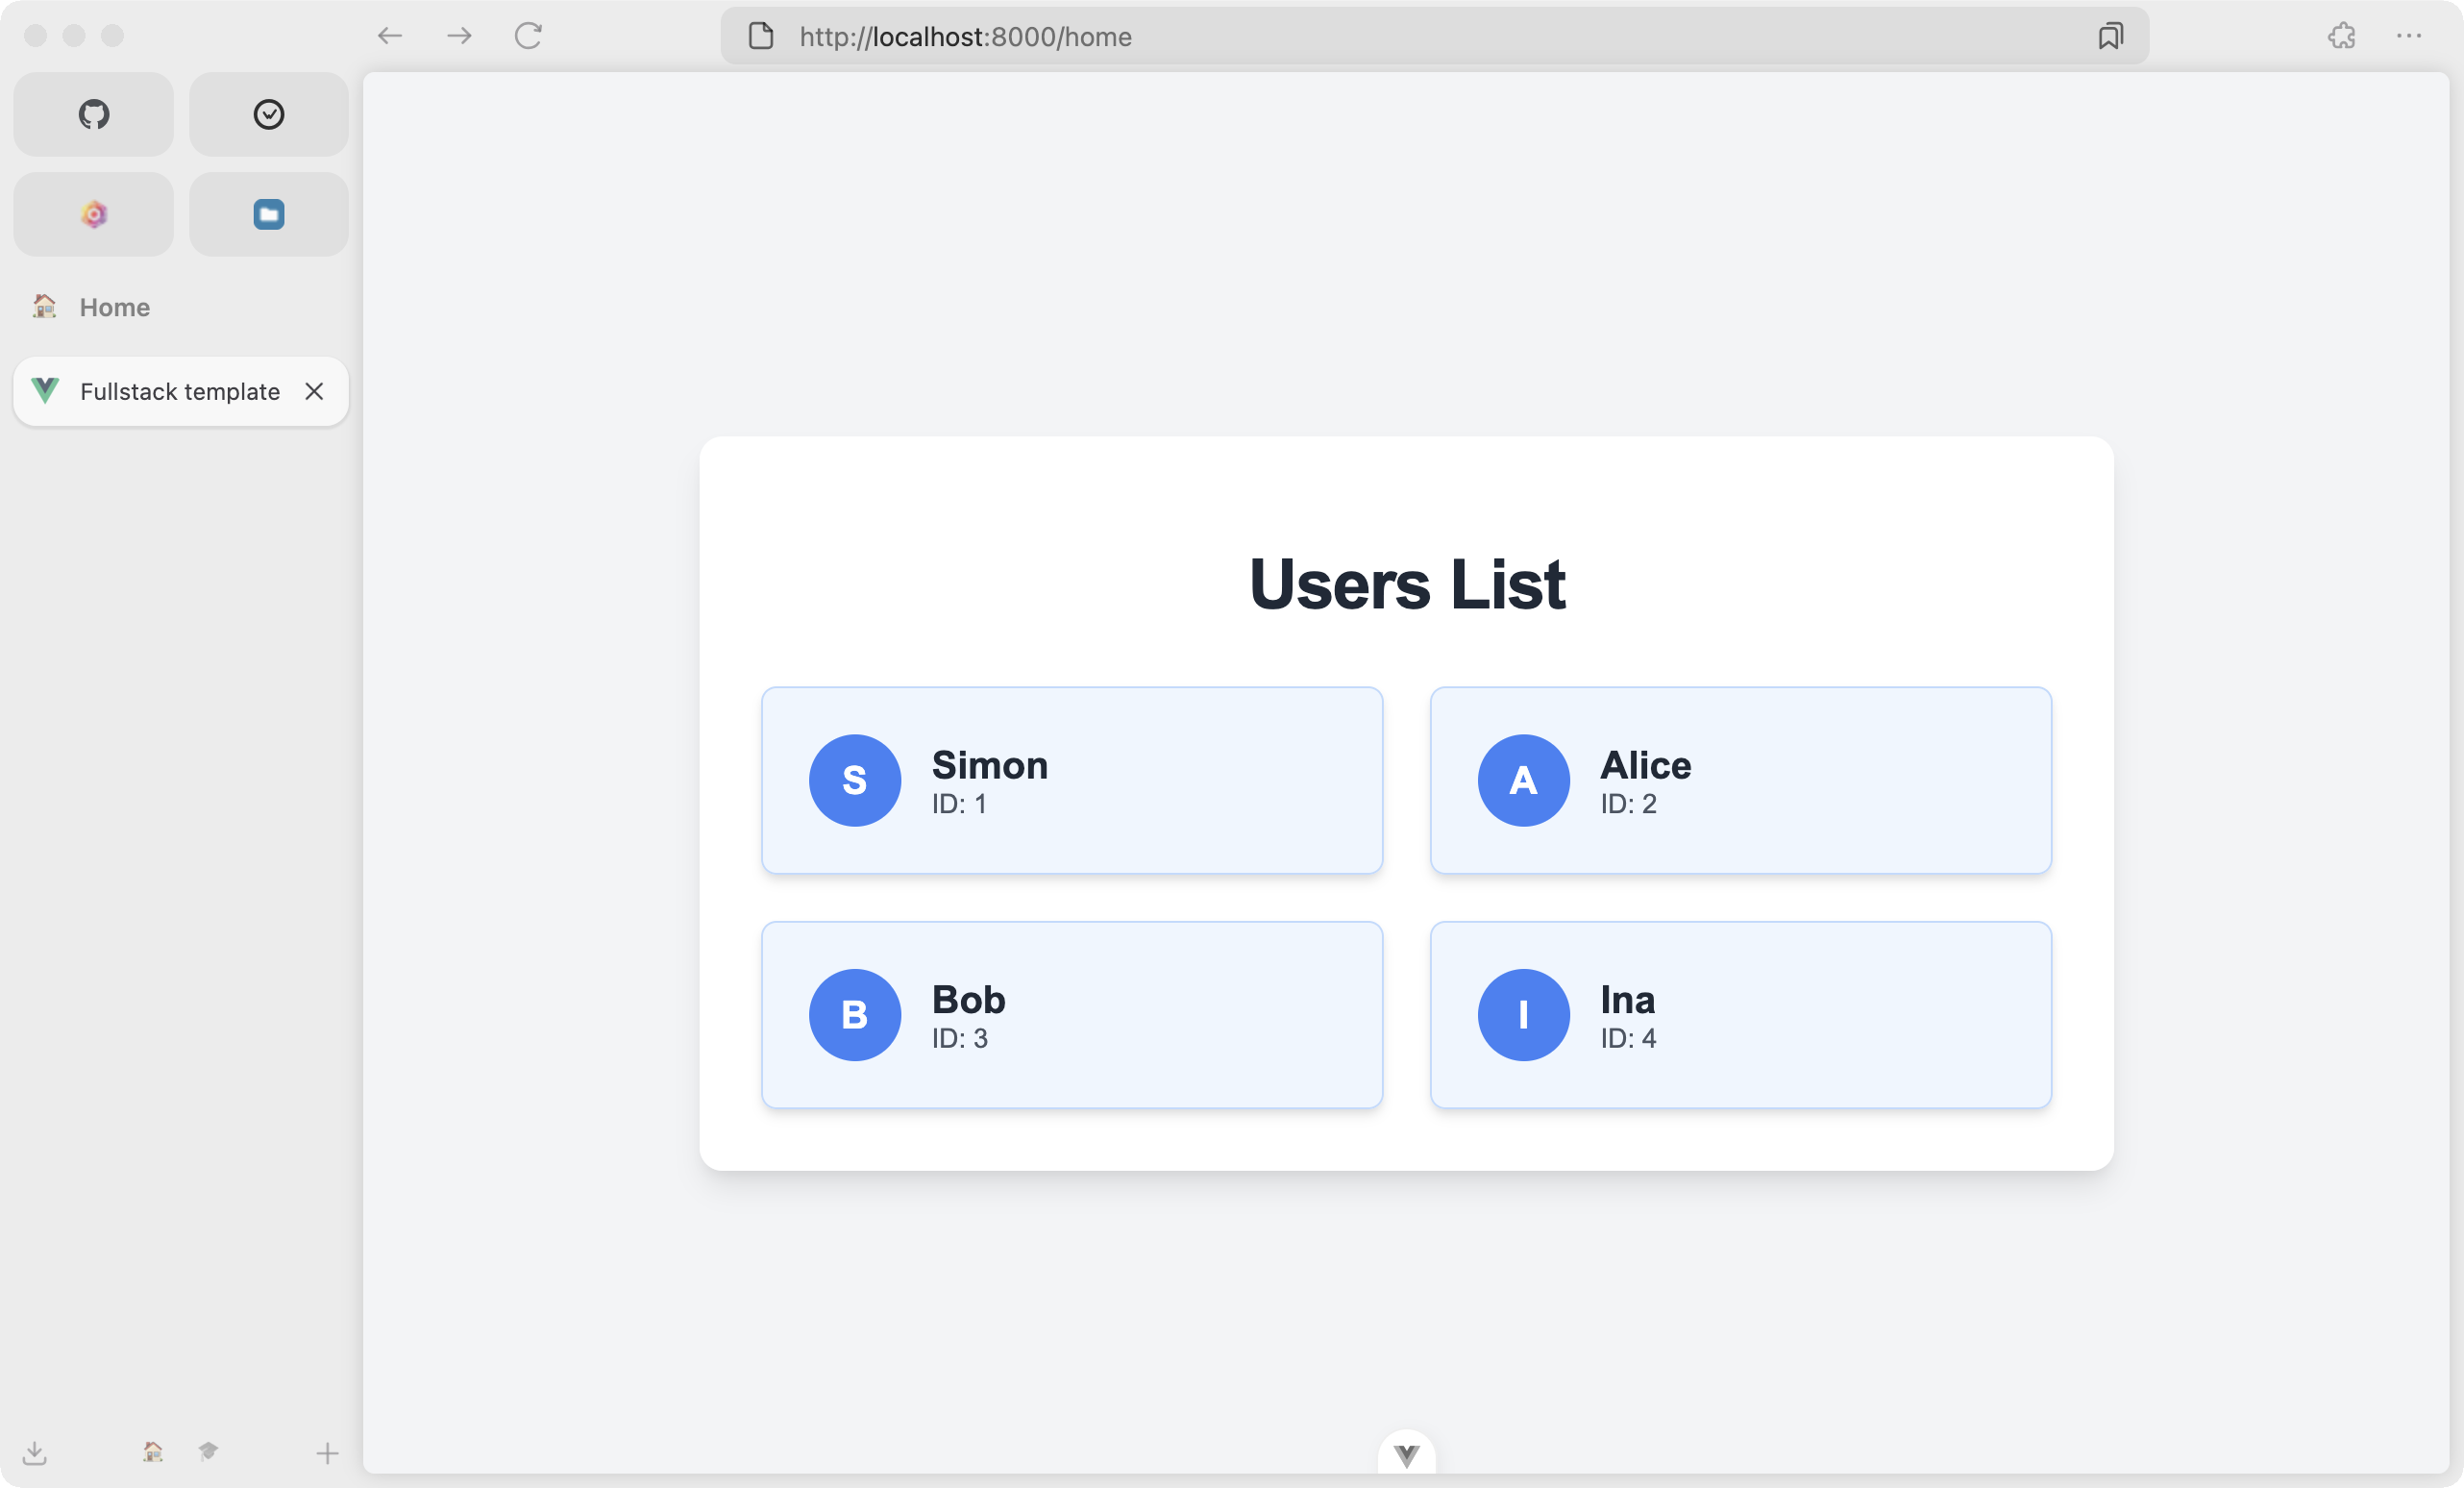 http://localhost:8000/home
Home
Fullstack template
Users List
S
Simon
ID: 1
A
Alice
ID: 2
B
Bob
ID: 3
I
Ina
ID: 4